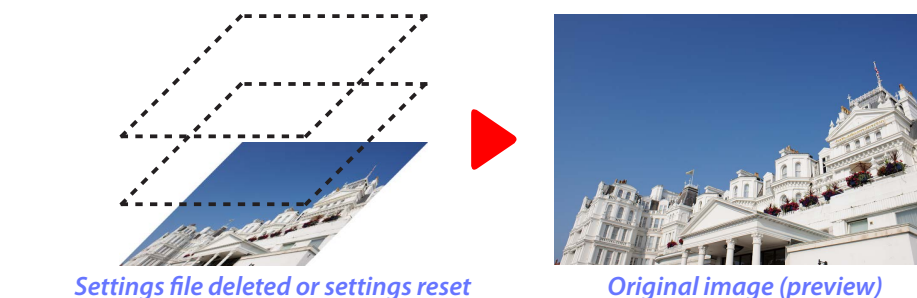 Settings file deleted or settings reset
Original image (preview)